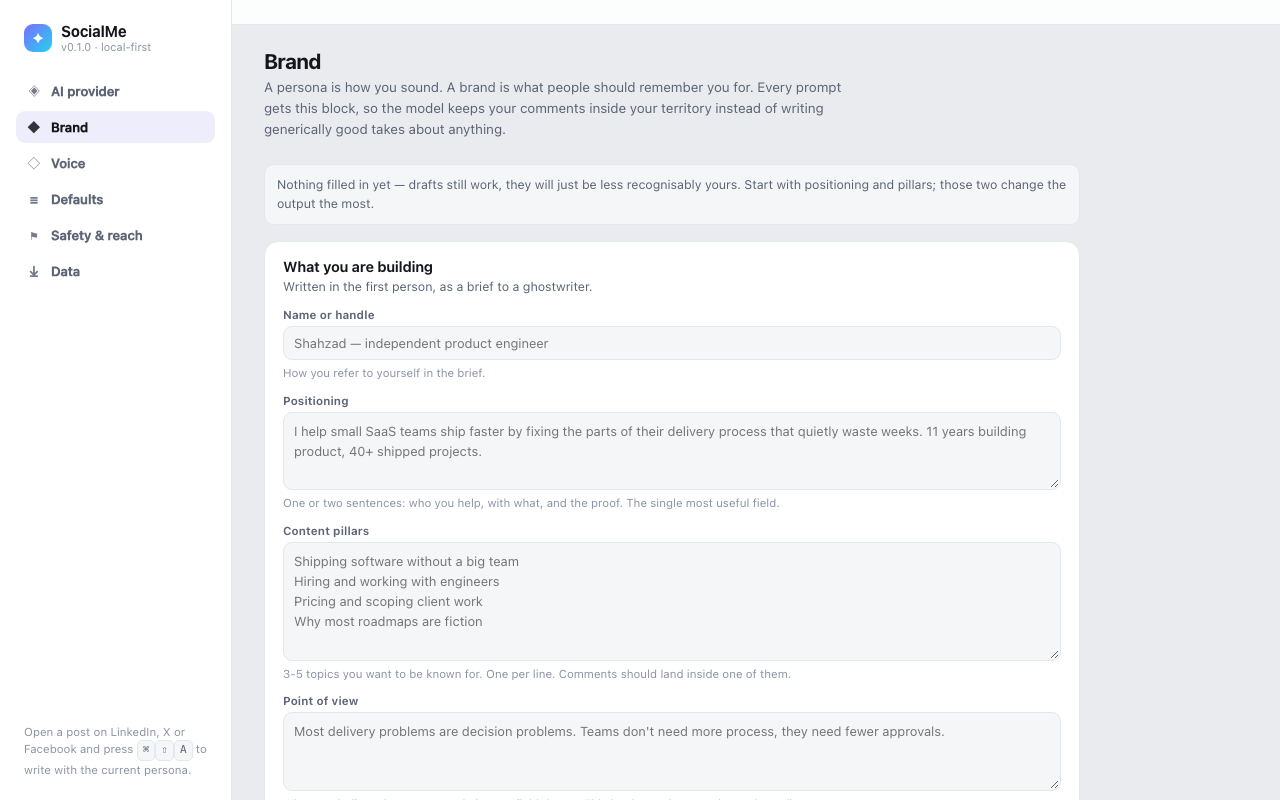 SocialMe
v0.1.0 · local-first
AI provider
Brand
Voice
Defaults
Safety & reach
Data
Open a post on LinkedIn, X or
Facebook and press ⌘ ⇧ A to
write with the current persona.
Brand
A persona is how you sound. A brand is what people should remember you for. Every prompt
gets this block, so the model keeps your comments inside your territory instead of writing
generically good takes about anything.
Nothing filled in yet — drafts still work, they will just be less recognisably yours. Start with positioning and pillars; those two change the
output the most.
What you are building
Written in the first person, as a brief to a ghostwriter.
Name or handle
Shahzad — independent product engineer
How you refer to yourself in the brief.
Positioning
I help small SaaS teams ship faster by fixing the parts of their delivery process that quietly waste weeks. 11 years building
product, 40+ shipped projects.
One or two sentences: who you help, with what, and the proof. The single most useful field.
Content pillars
Shipping software without a big team
Hiring and working with engineers
Pricing and scoping client work
Why most roadmaps are fiction
3-5 topics you want to be known for. One per line. Comments should land inside one of them.
Point of view
Most delivery problems are decision problems. Teams don't need more process, they need fewer approvals.